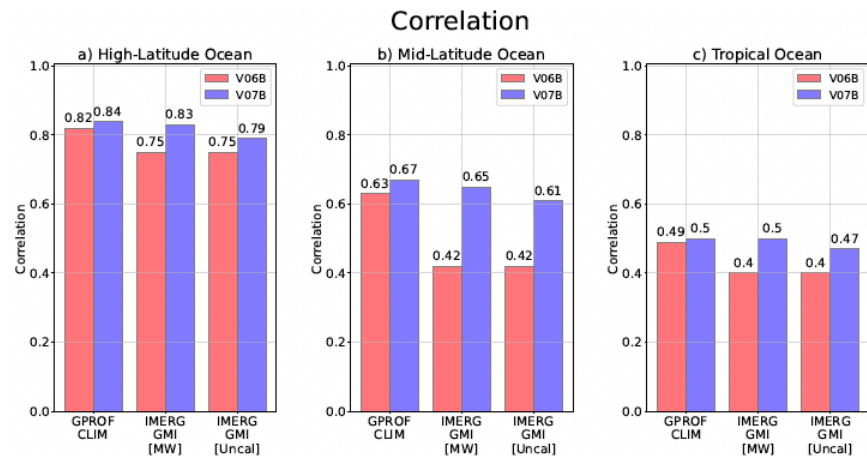 Correlation
a) High-Latitude Ocean
1.0
0.8
0.6
0.4
0.2
0.0
Correlation
V06B
V07B
0.82
0.84
0.75
0.83
0.75
0.79
GPROF
CLIM
IMERG
GMI
[MW]
IMERG
GMI
[Uncal]
b) Mid-Latitude Ocean
1.0
0.8
0.6
0.4
0.2
0.0
Correlation
V06B
V07B
0.63
0.67
0.42
0.65
0.42
0.61
GPROF
CLIM
IMERG
GMI
[MW]
IMERG
GMI
[Uncal]
c) Tropical Ocean
1.0
0.8
0.6
0.4
0.2
0.0
Correlation
V06B
V07B
0.49
0.5
0.4
0.5
0.4
0.47
GPROF
CLIM
IMERG
GMI
[MW]
IMERG
GMI
[Uncal]